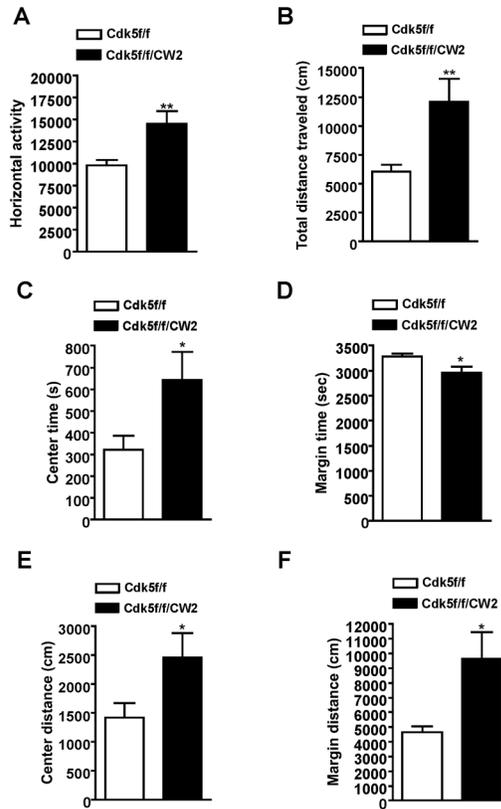 A
Cdk5f/f
Cdk5f/f/CW2
Horizontal activity
20000
17500
15000
12500
10000
7500
5000
2500
0
**
B
Cdk5f/f
Cdk5f/f/CW2
Total distance traveled (cm)
15000
12500
7500
5000
2500
0
**
C
Cdk5f/f
Cdk5f/f/CW2
Center time (s)
800
700
600
500
400
300
200
100
0
*
D
Cdk5f/f
Cdk5f/f/CW2
Margin time (sec)
3500
3000
2500
2000
1500
1000
500
0
*
E
Cdk5f/f
Cdk5f/f/CW2
Center distance (cm)
3000
2500
2000
1500
1000
500
0
*
F
Cdk5f/f
Cdk5f/f/CW2
Margin distance (cm)
12000
11000
10000
9000
8000
7000
6000
5000
4000
3000
2000
1000
0
*